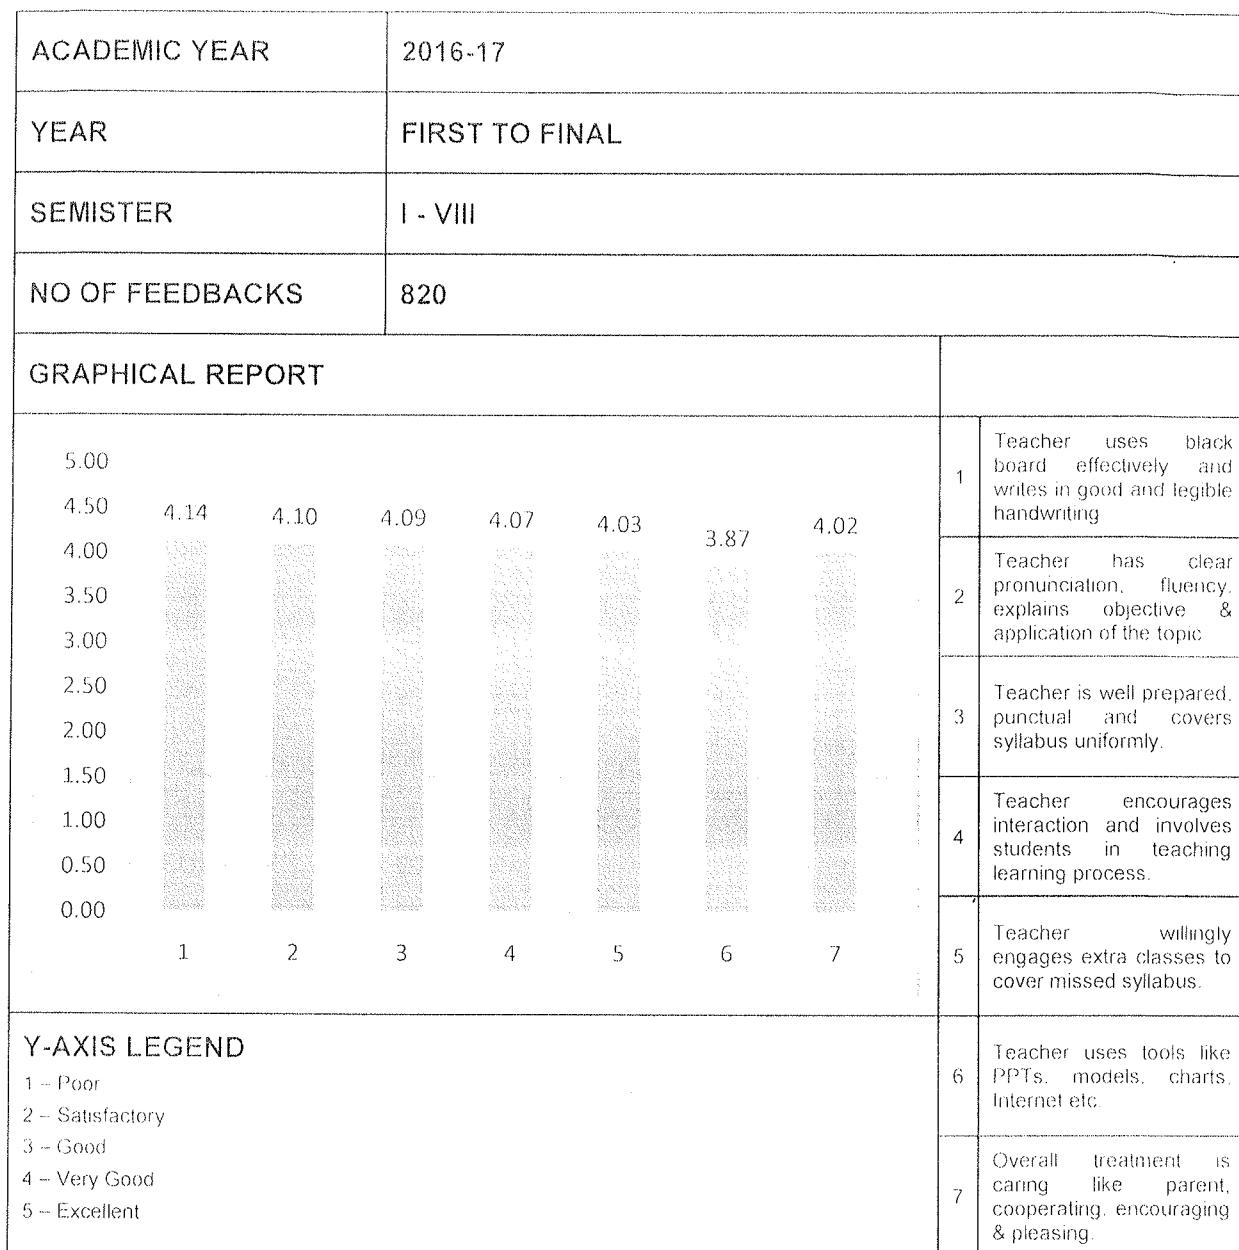 ACADEMIC YEAR 2016-17
YEAR FIRST TO FINAL
SEMISTER I - VIII
NO OF FEEDBACKS 820
GRAPHICAL REPORT
5.00
4.50
4.00
3.50
3.00
2.50
2.00
1.50
1.00
0.50
0.00
4.14 4.10 4.09 4.07 4.03 3.87 4.02
1 2 3 4 5 6 7
Y-AXIS LEGEND
1 – Poor
2 – Satisfactory
3 – Good
4 – Very Good
5 – Excellent
1 Teacher uses black
board effectively and
writes in good and legible
handwriting
2 Teacher has clear
pronunciation, fluency,
explains objective &
application of the topic
3 Teacher is well prepared,
punctual and covers
syllabus uniformly.
4 Teacher encourages
interaction and involves
students in teaching
learning process.
5 Teacher willingly
engages extra classes to
cover missed syllabus.
6 Teacher uses tools like
PPTs, models, charts,
Internet etc.
7 Overall treatment is
caring like parent,
cooperating, encouraging
& pleasing.